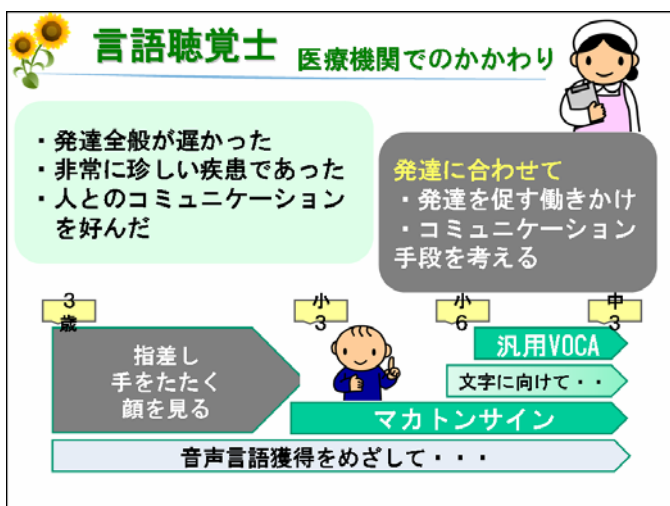 言語聴覚士 医療機関でのかかわり
・発達全般が遅かった
・非常に珍しい疾患であった
・人とのコミュニケーション
を好んだ
発達に合わせて
・発達を促す働きかけ
・コミュニケーション
手段を考える
3歳
小3
小6
中3
指差し
手をたたく
顔を見る
汎用VOCA
文字に向けて・・
マカトンサイン
音声言語獲得をめざして・・・